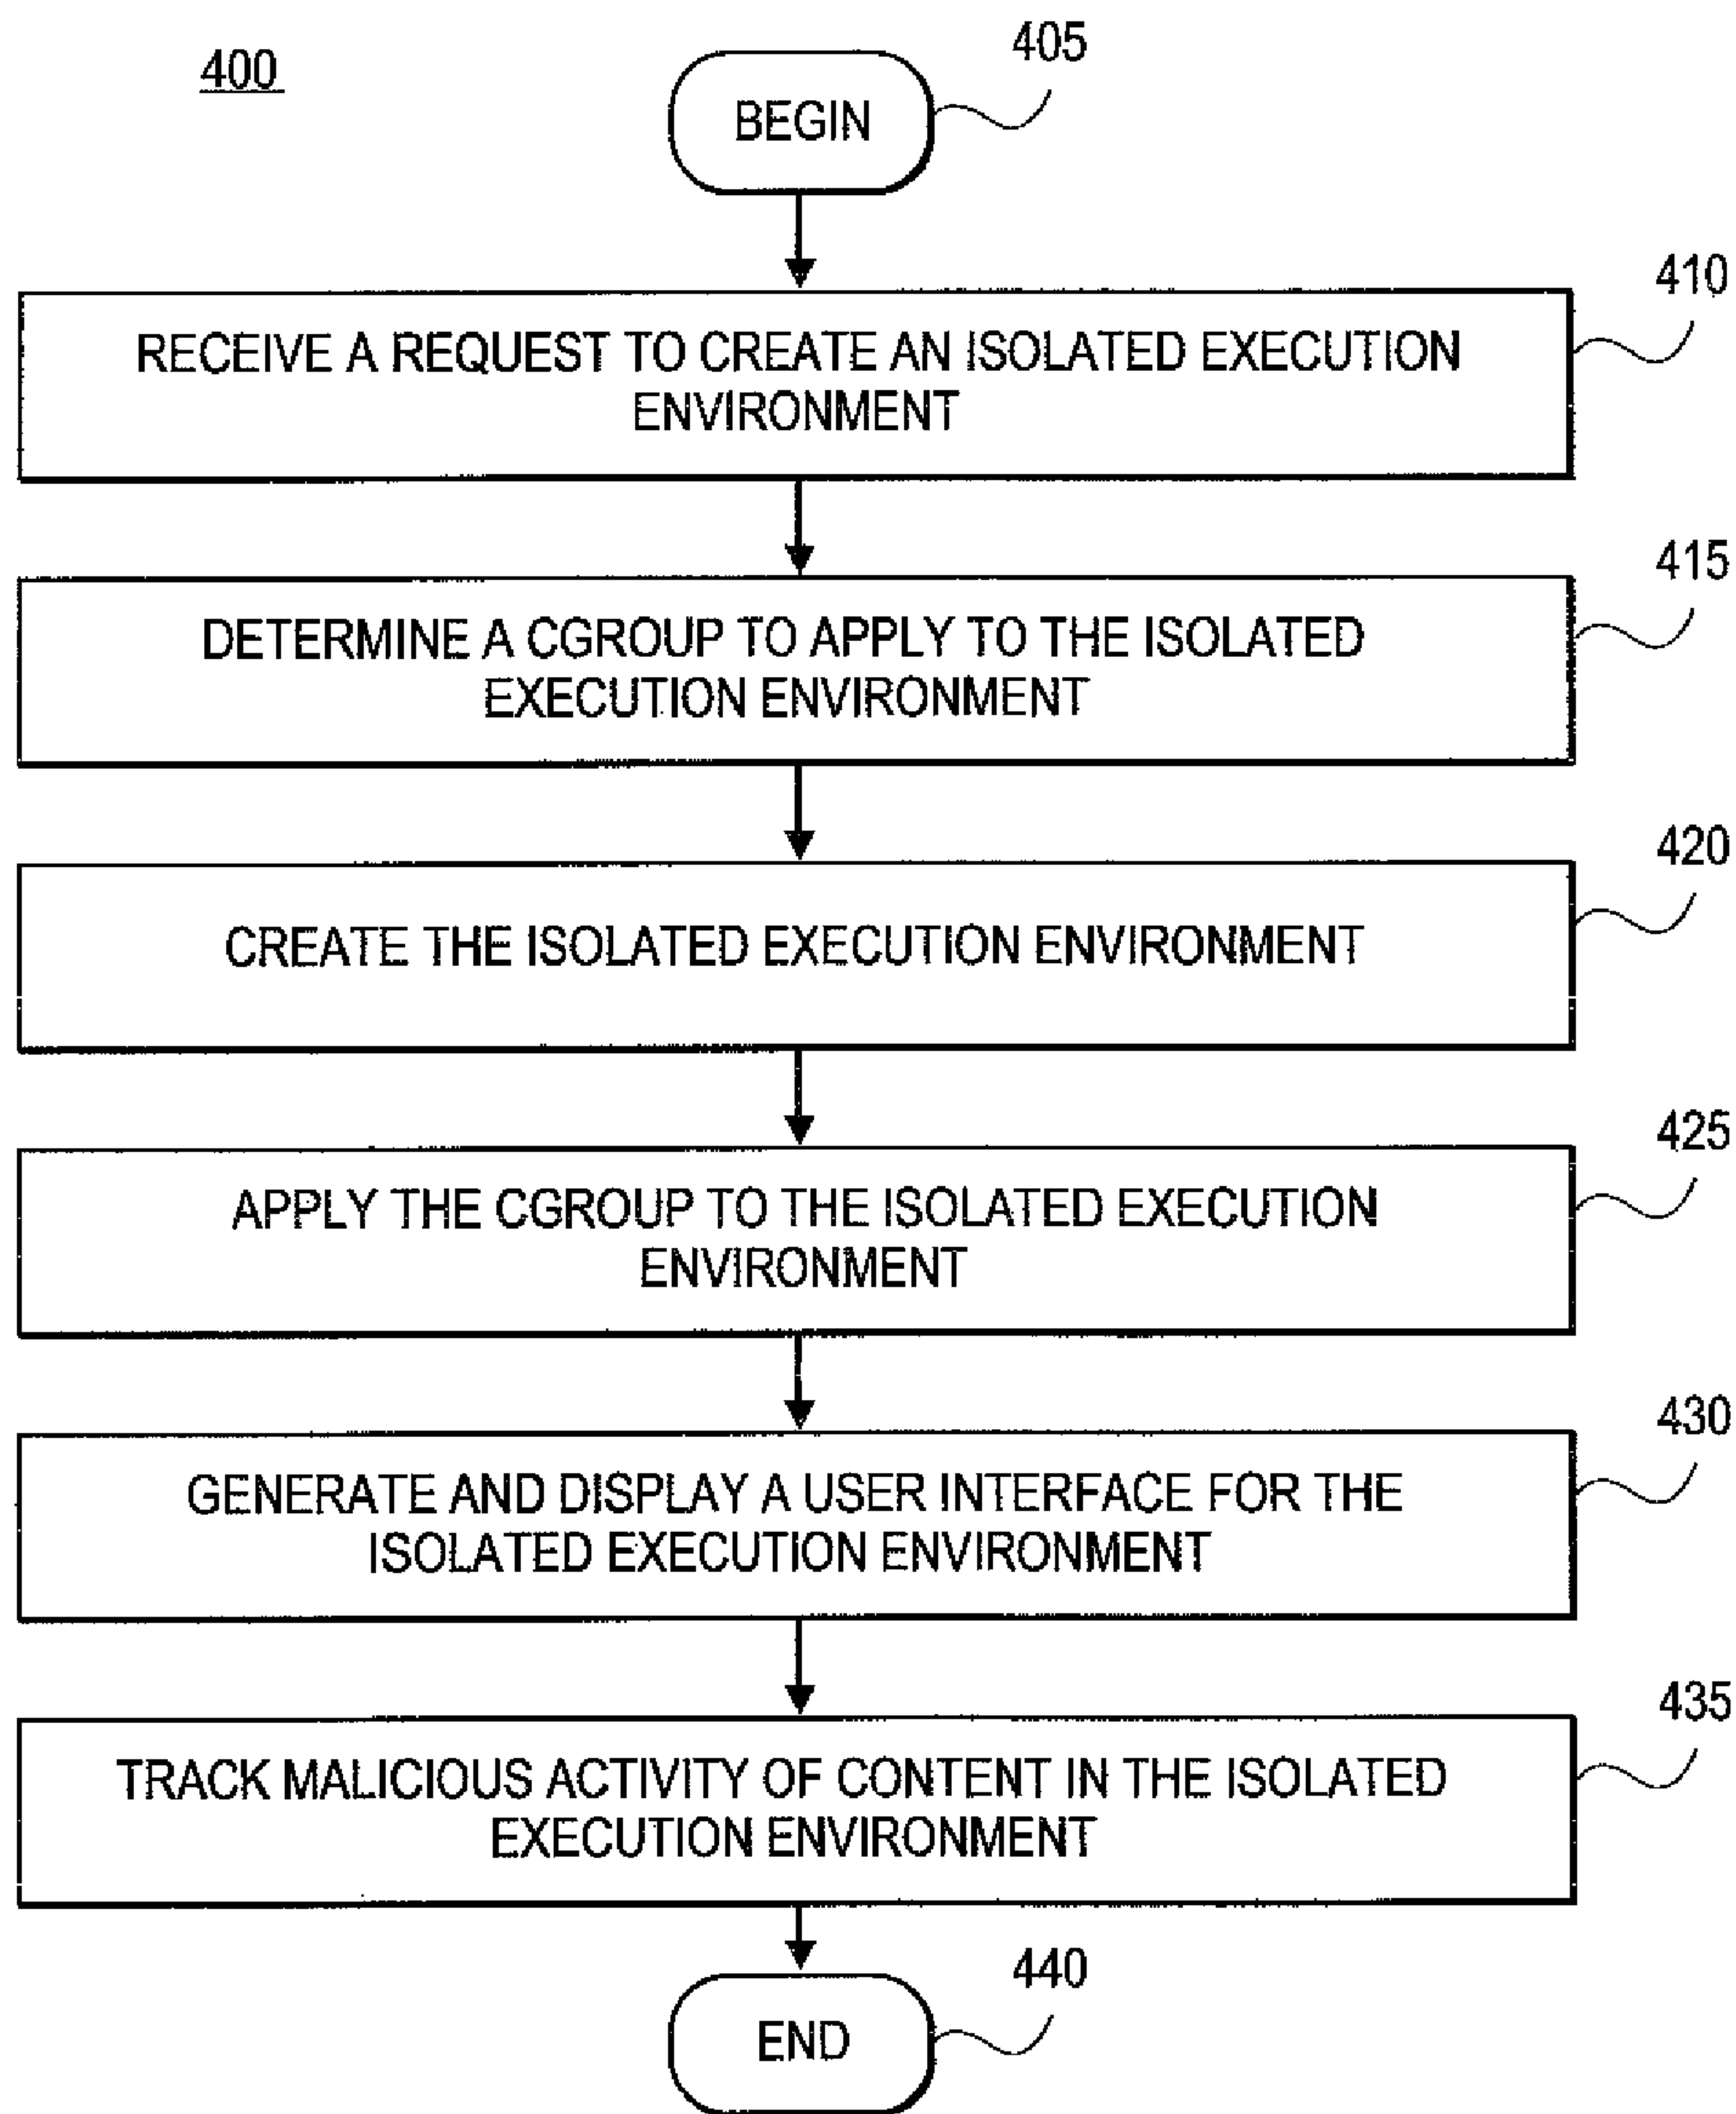 400
405
BEGIN
410
RECEIVE A REQUEST TO CREATE AN ISOLATED EXECUTION
ENVIRONMENT
415
DETERMINE A CGROUP TO APPLY TO THE ISOLATED
EXECUTION ENVIRONMENT
420
CREATE THE ISOLATED EXECUTION ENVIRONMENT
425
APPLY THE CGROUP TO THE ISOLATED EXECUTION
ENVIRONMENT
430
GENERATE AND DISPLAY A USER INTERFACE FOR THE
ISOLATED EXECUTION ENVIRONMENT
435
TRACK MALICIOUS ACTIVITY OF CONTENT IN THE ISOLATED
EXECUTION ENVIRONMENT
440
END